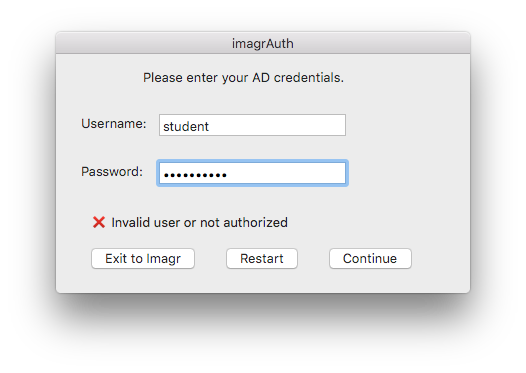 imagrAuth
Please enter your AD credentials.
Username: student
Password: ••••••••••
Invalid user or not authorized
Exit to Imagr Restart Continue